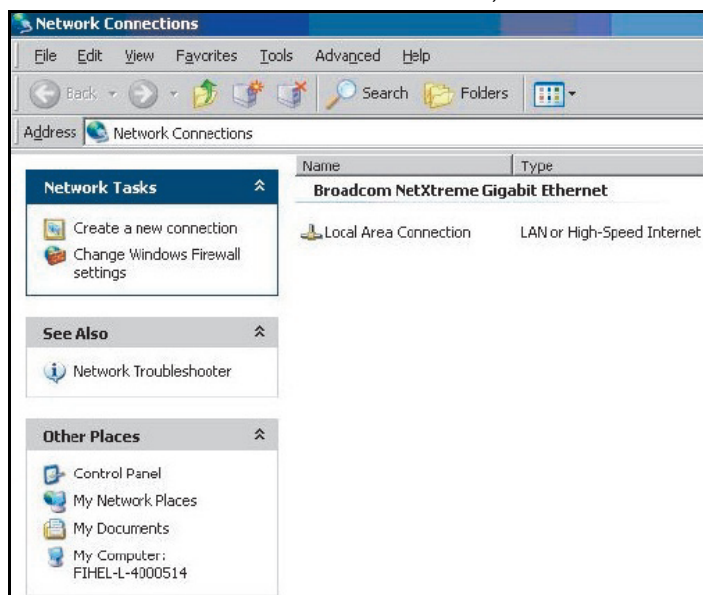 Network Connections
File Edit View Favorites Tools Advanced Help
Back Search Folders
Address Network Connections
Network Tasks
Create a new connection
Change Windows Firewall
settings
See Also
Network Troubleshooter
Other Places
Control Panel
My Network Places
My Documents
My Computer:
FIHEL-L-4000514
Name Type
Broadcom NetXtreme Gigabit Ethernet
Local Area Connection LAN or High-Speed Internet